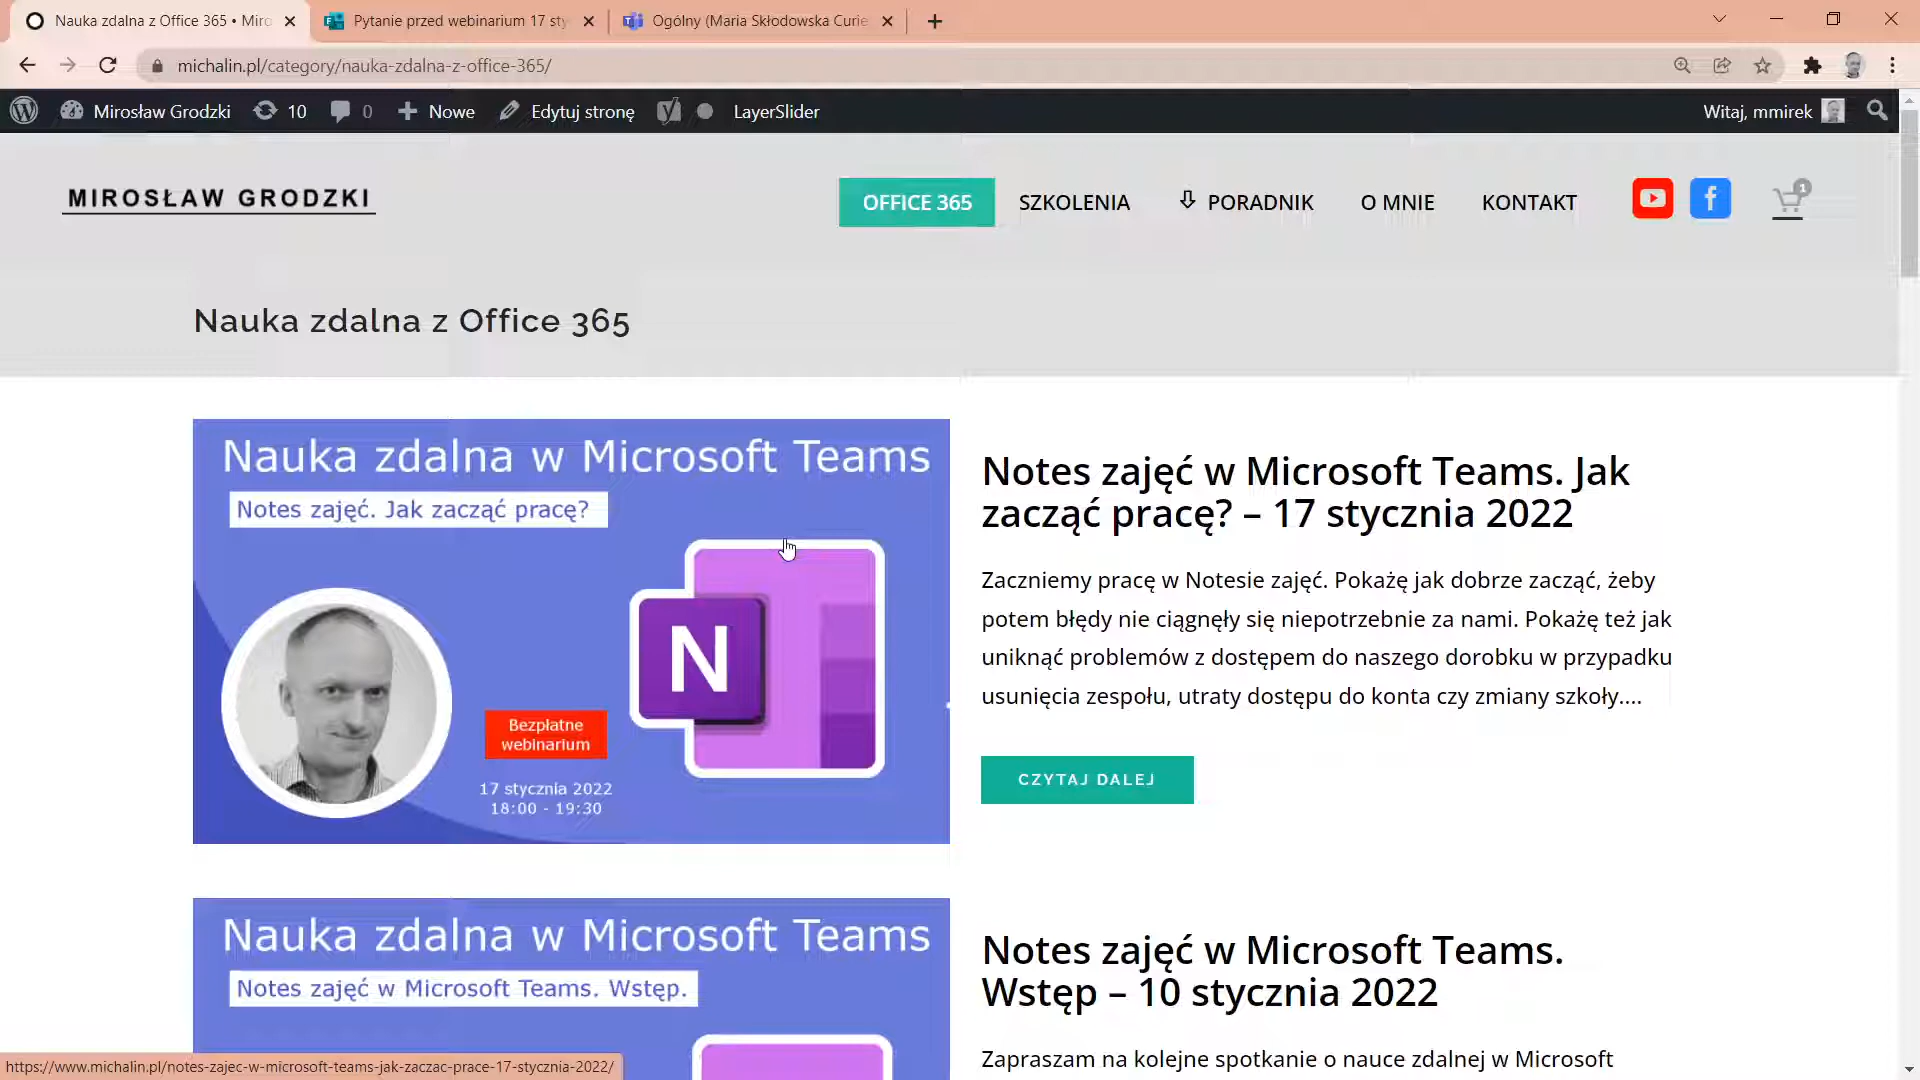 Nauka zdalna z Office 365 • Miro
Pytanie przed webinarium 17 sty
Ogólny (Maria Skłodowska Curie
michalin.pl/category/nauka-zdalna-z-office-365/
Mirosław Grodzki 10 0 Nowe Edytuj stronę LayerSlider Witaj, mmirek
MIROSŁAW GRODZKI
OFFICE 365 SZKOLENIA PORADNIK O MNIE KONTAKT 1
Nauka zdalna z Office 365
Nauka zdalna w Microsoft Teams
Notes zajęć. Jak zacząć pracę?
N
Bezpłatne
webinarium
17 stycznia 2022
18:00 - 19:30
Notes zajęć w Microsoft Teams. Jak
zacząć pracę? – 17 stycznia 2022
Zaczniemy pracę w Notesie zajęć. Pokażę jak dobrze zacząć, żeby
potem błędy nie ciągnęły się niepotrzebnie za nami. Pokażę też jak
uniknąć problemów z dostępem do naszego dorobku w przypadku
usunięcia zespołu, utraty dostępu do konta czy zmiany szkoły....
CZYTAJ DALEJ
Nauka zdalna w Microsoft Teams
Notes zajęć w Microsoft Teams. Wstęp.
Notes zajęć w Microsoft Teams.
Wstęp – 10 stycznia 2022
Zapraszam na kolejne spotkanie o nauce zdalnej w Microsoft
https://www.michalin.pl/notes-zajec-w-microsoft-teams-jak-zaczac-prace-17-stycznia-2022/